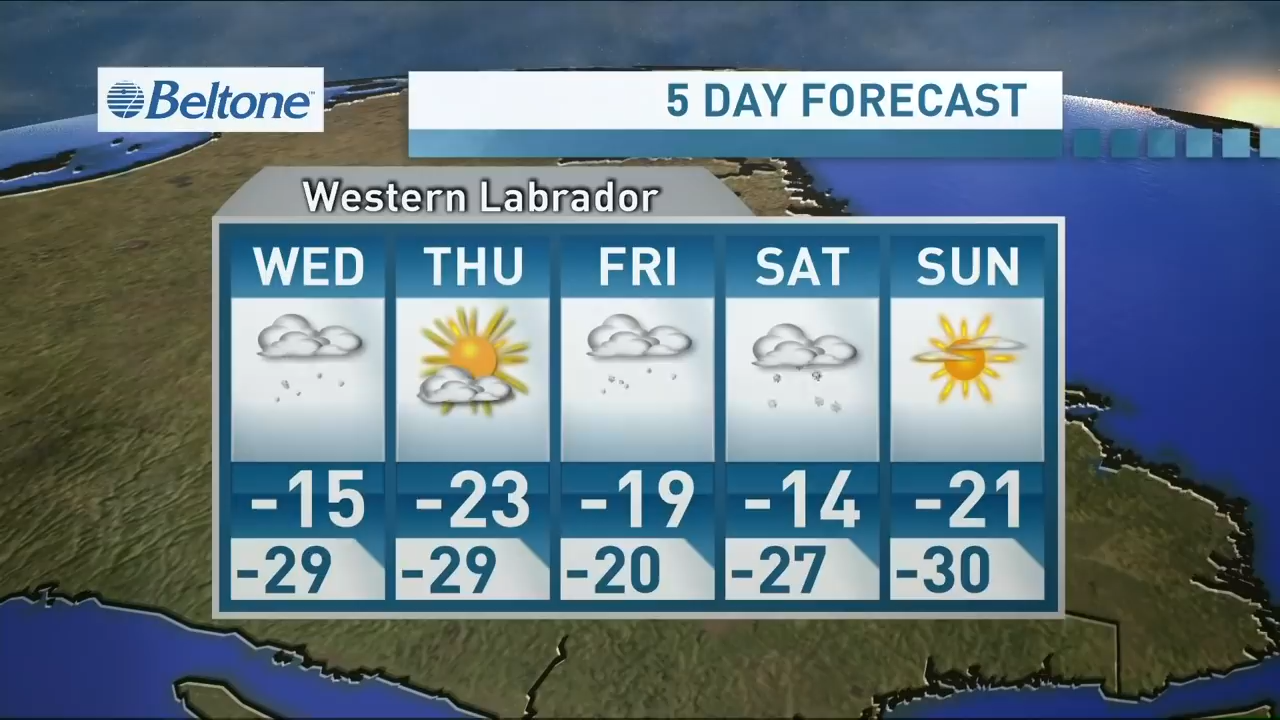 Beltone™
5 DAY FORECAST
Western Labrador
WED THU FRI SAT SUN
-15 -23 -19 -14 -21
-29 -29 -20 -27 -30